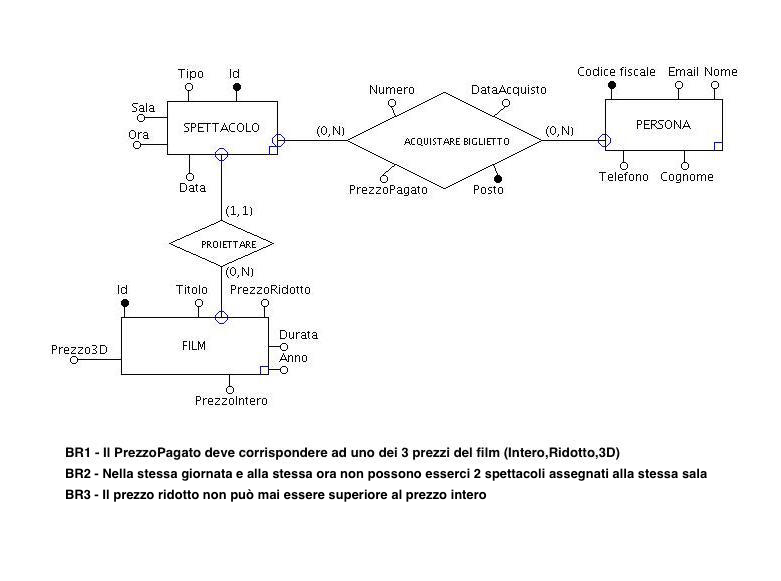 Tipo Id
Sala
SPETTACOLO
Ora
Data
Numero DataAcquisto
(0,N) ACQUISTARE BIGLIETTO (0,N)
PrezzoPagato Posto
Codice fiscale Email Nome
PERSONA
Telefono Cognome
(1,1)
PROIETTARE
(0,N)
Id Titolo PrezzoRidotto
Durata
FILM
Prezzo3D
Anno
PrezzoIntero
BR1 - Il PrezzoPagato deve corrispondere ad uno dei 3 prezzi del film (Intero,Ridotto,3D)
BR2 - Nella stessa giornata e alla stessa ora non possono esserci 2 spettacoli assegnati alla stessa sala
BR3 - Il prezzo ridotto non può mai essere superiore al prezzo intero